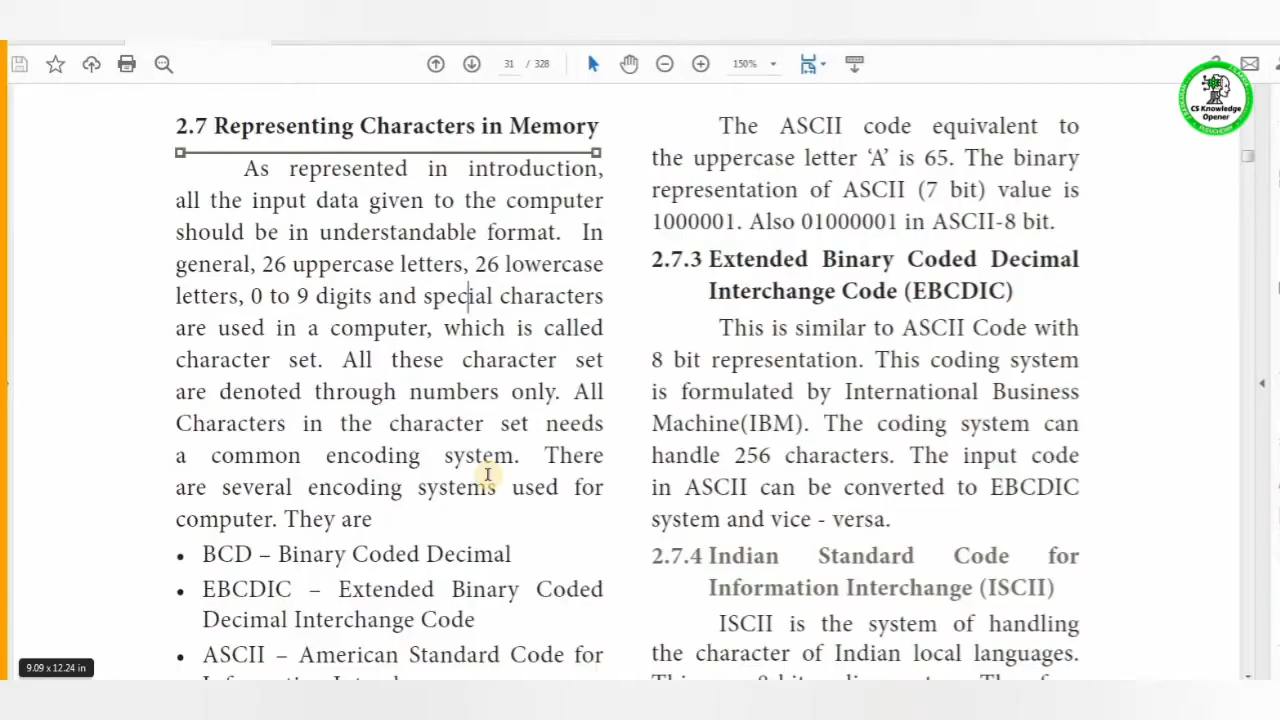 31 / 328
150%
CS Knowledge
Opener
2.7 Representing Characters in Memory
As represented in introduction,
all the input data given to the computer
should be in understandable format. In
general, 26 uppercase letters, 26 lowercase
letters, 0 to 9 digits and special characters
are used in a computer, which is called
character set. All these character set
are denoted through numbers only. All
Characters in the character set needs
a common encoding system. There
are several encoding systems used for
computer. They are
• BCD – Binary Coded Decimal
• EBCDIC – Extended Binary Coded
Decimal Interchange Code
• ASCII – American Standard Code for
The ASCII code equivalent to
the uppercase letter ‘A’ is 65. The binary
representation of ASCII (7 bit) value is
1000001. Also 01000001 in ASCII-8 bit.
2.7.3 Extended Binary Coded Decimal
Interchange Code (EBCDIC)
This is similar to ASCII Code with
8 bit representation. This coding system
is formulated by International Business
Machine(IBM). The coding system can
handle 256 characters. The input code
in ASCII can be converted to EBCDIC
system and vice - versa.
2.7.4 Indian Standard Code for
Information Interchange (ISCII)
ISCII is the system of handling
the character of Indian local languages.
9.09 x 12.24 in